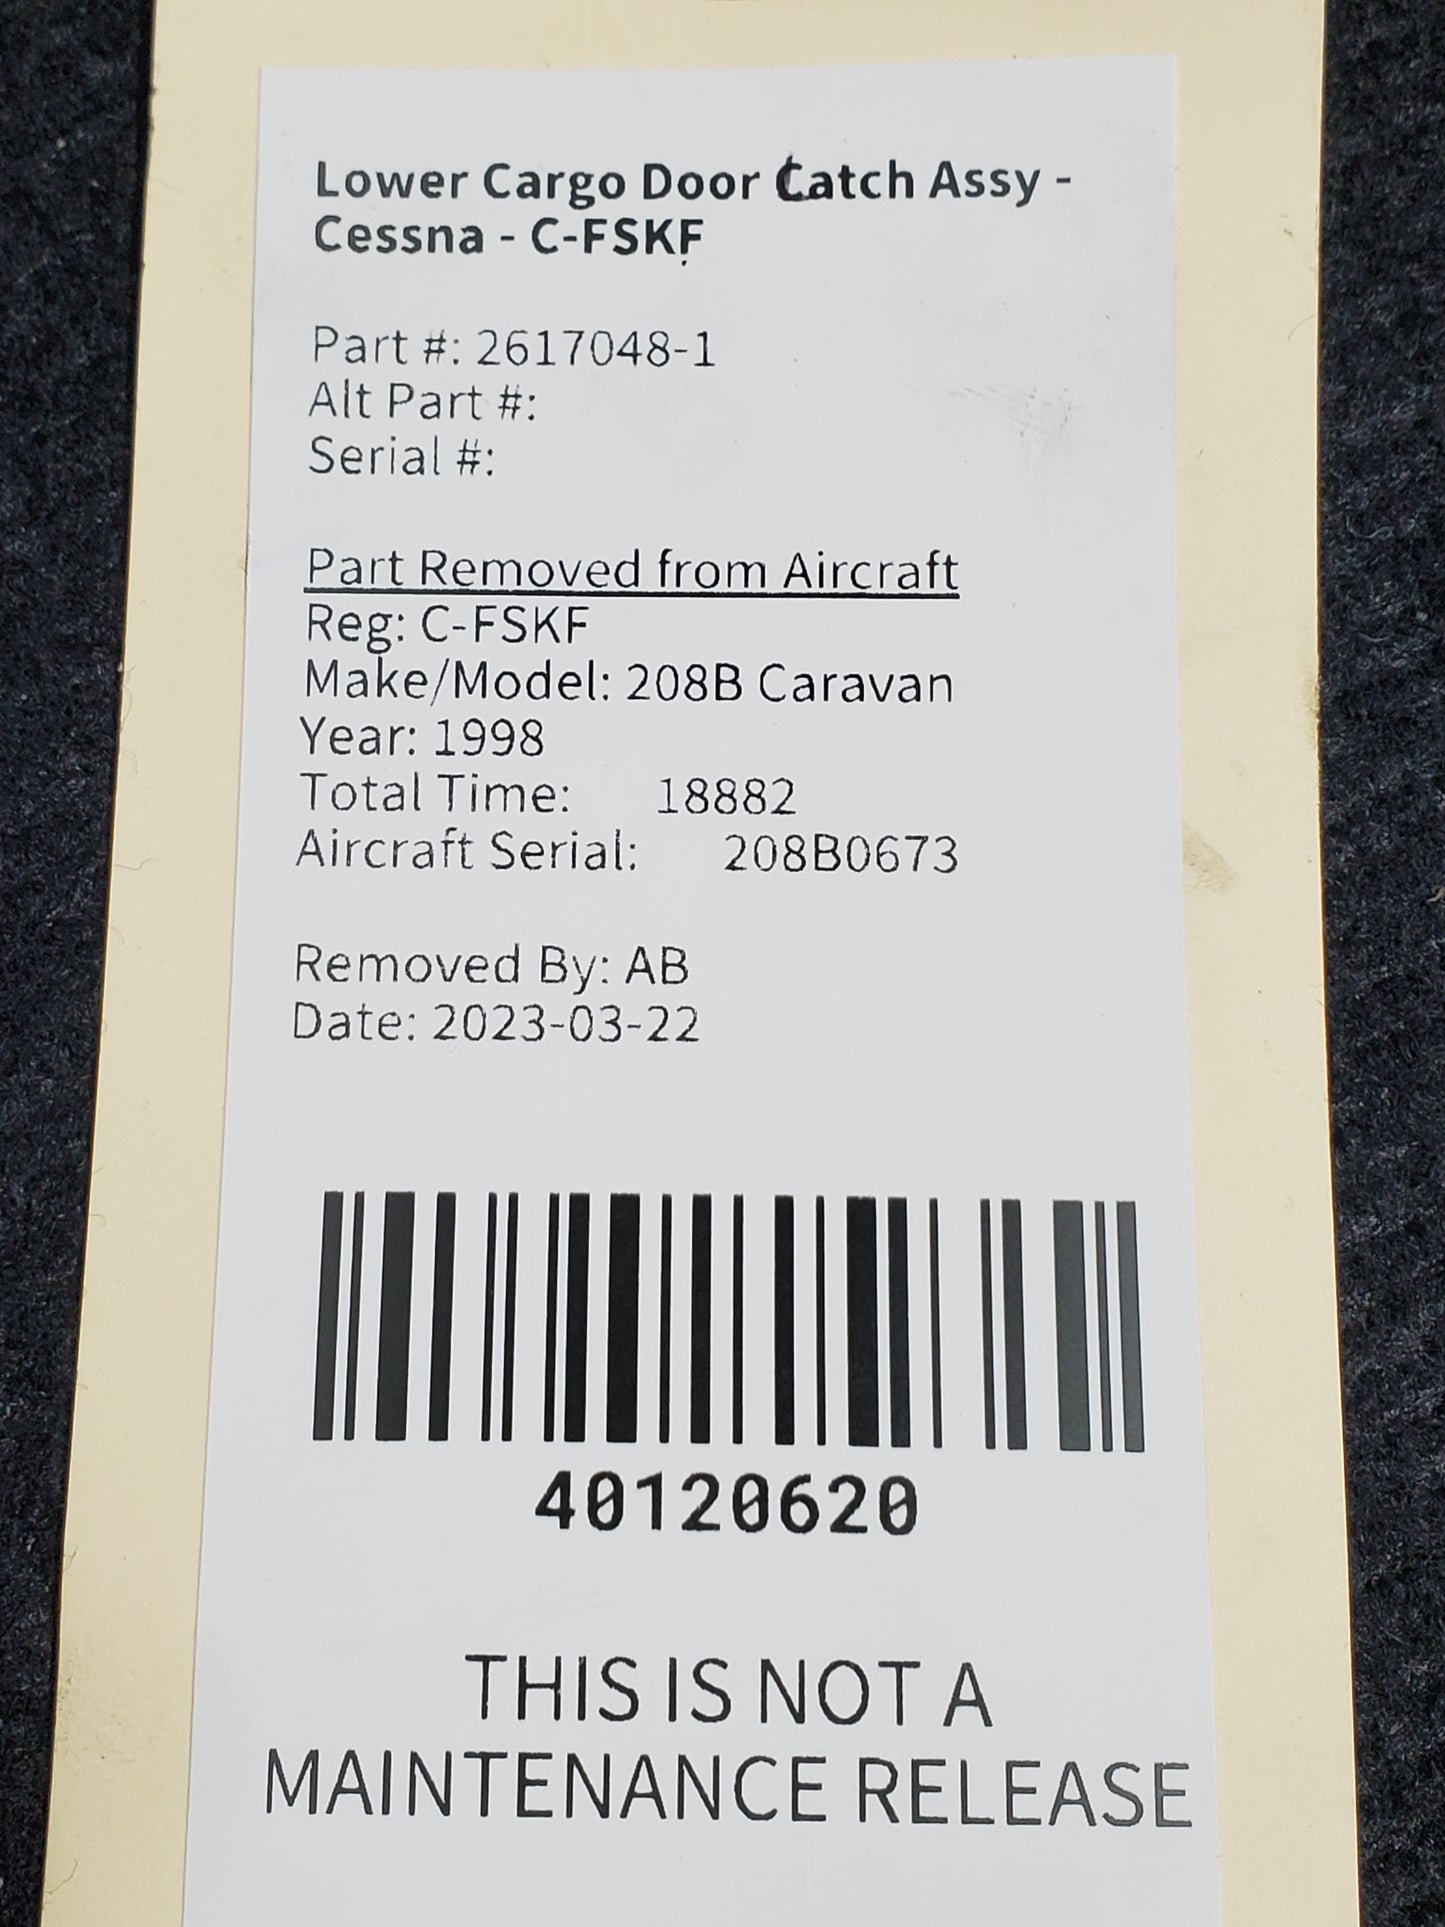 Lower Cargo Door Catch Assy -
Cessna - C-FSKF
Part #: 2617048-1
Alt Part #:
Serial #:
Part Removed from Aircraft
Reg: C-FSKF
Make/Model: 208B Caravan
Year: 1998
Total Time: 18882
Aircraft Serial: 208B0673
Removed By: AB
Date: 2023-03-22
40120620
THIS IS NOT A
MAINTENANCE RELEASE